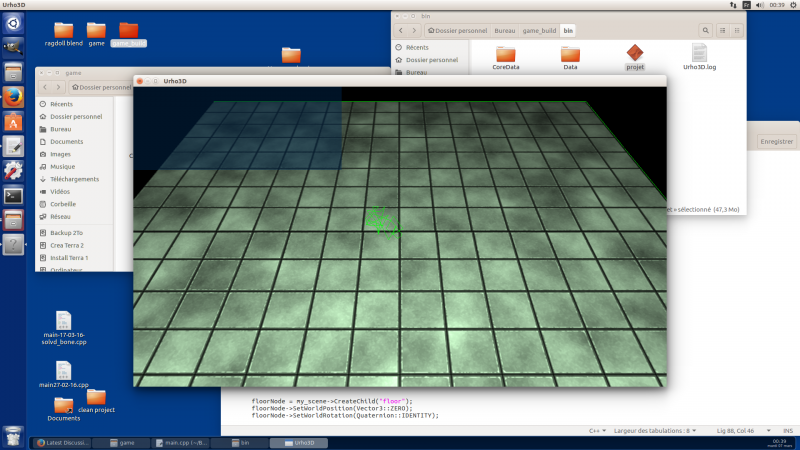 Urho3D
Fr
00:39
ragdoll blend
game
game_build
bin
Dossier personnel
Bureau
game_build
bin
Récents
Dossier personnel
Bureau
CoreData
Data
projet
Urho3D.log
game
Dossier personnel
Récents
Dossier personnel
Bureau
Documents
Images
Musique
Téléchargements
Vidéos
Corbeille
Réseau
Backup 2To
Crea Terra 2
Install Terra 1
Ordinateur
Urho3D
Enregistrer
et » sélectionné (47,3 Mo)
main-17-03-16-
solvd_bone.cpp
main27-02-16.cpp
Documents
clean project
floorNode = my_scene->CreateChild("floor");
floorNode->SetWorldPosition(Vector3::ZERO);
floorNode->SetWorldRotation(Quaternion::IDENTITY);
C++
Largeur des tabulations : 8
Lig 88, Col 46
INS
Latest Discussi...
game
main.cpp (~/B...
bin
Urho3D
00:39